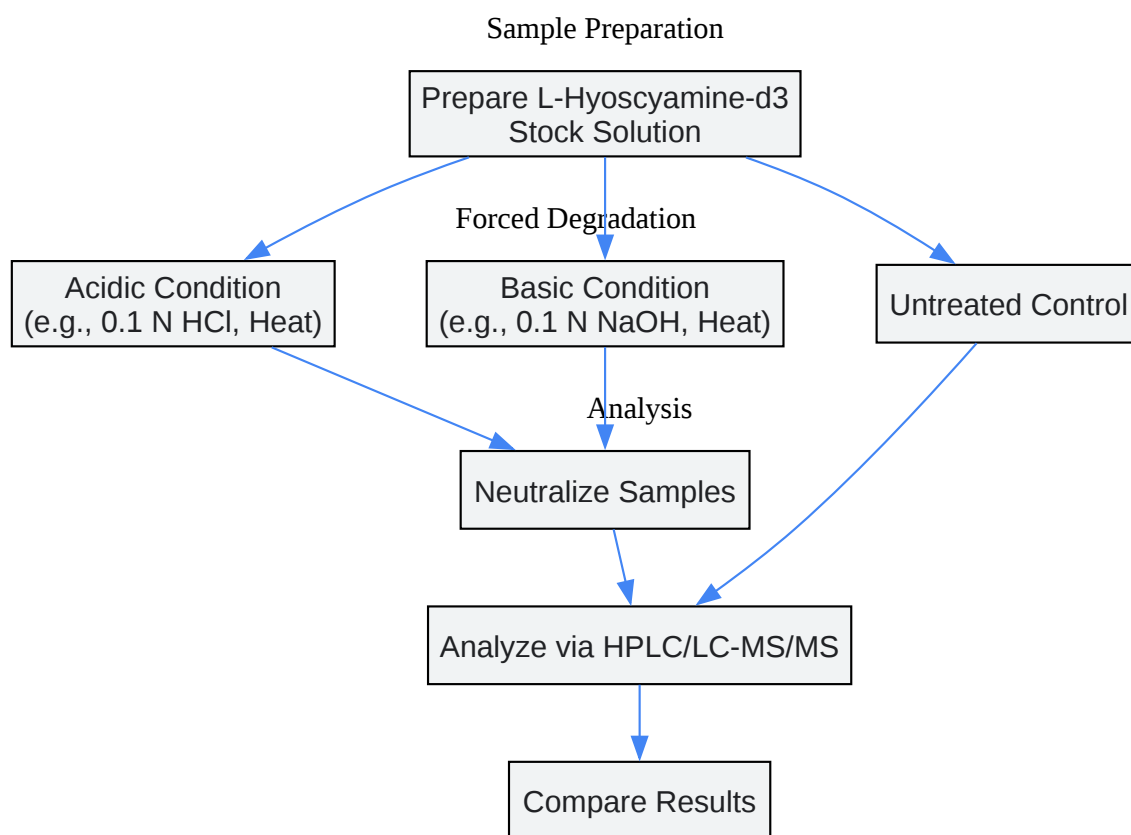 Sample Preparation
Prepare L-Hyoscyamine-d3
Stock Solution
Forced Degradation
Acidic Condition
(e.g., 0.1 N HCl, Heat)
Basic Condition
(e.g., 0.1 N NaOH, Heat)
Untreated Control
Analysis
Neutralize Samples
Analyze via HPLC/LC-MS/MS
Compare Results